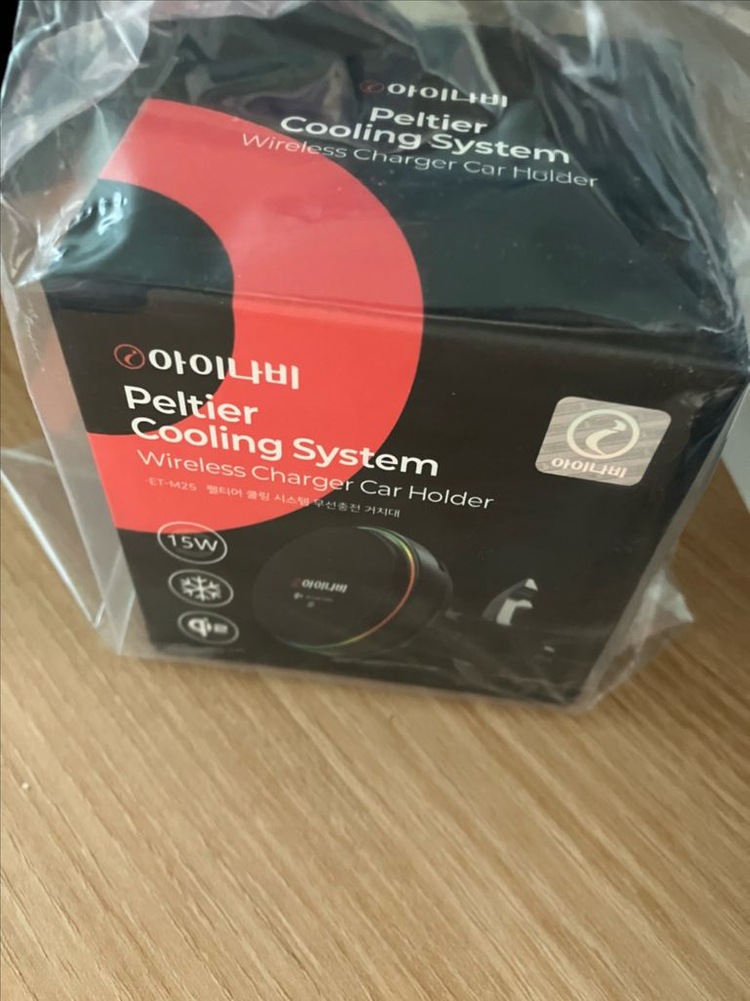 아이나비
Peltier
Cooling System
Wireless Charger Car Holder
아이나비
Peltier
Cooling System
Wireless Charger Car Holder
ET-M25 펠티어 쿨링 시스템 무선충전 거치대
아이나비
15W
아이나비
qi2